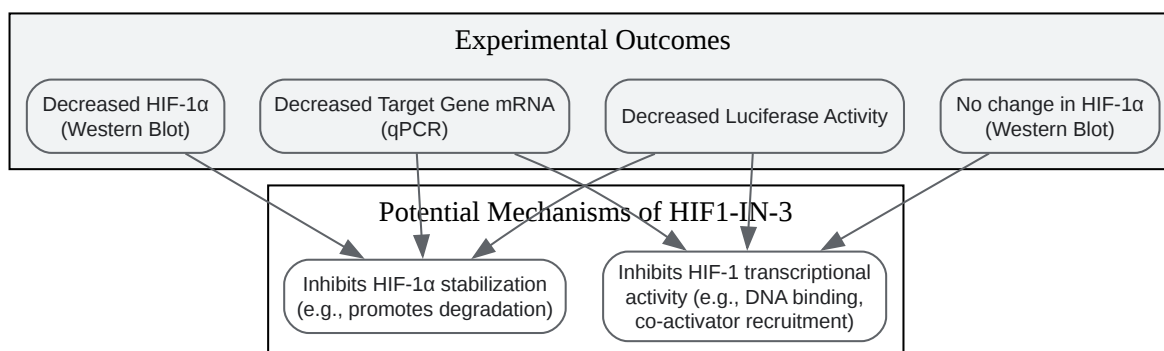 Experimental Outcomes
Decreased HIF-1α
(Western Blot)
Decreased Target Gene mRNA
(qPCR)
Decreased Luciferase Activity
No change in HIF-1α
(Western Blot)
Potential Mechanisms of HIF1-IN-3
Inhibits HIF-1α stabilization
(e.g., promotes degradation)
Inhibits HIF-1 transcriptional
activity (e.g., DNA binding,
co-activator recruitment)